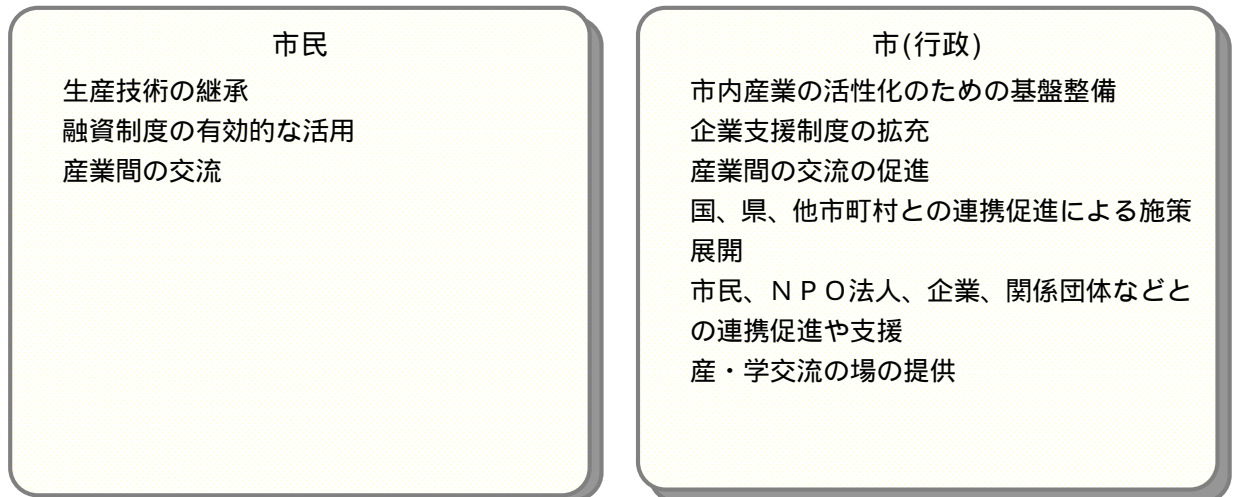 市民
生産技術の継承
融資制度の有効的な活用
産業間の交流
市(行政)
市内産業の活性化のための基盤整備
企業支援制度の拡充
産業間の交流の促進
国、県、他市町村との連携促進による施策
展開
市民、ＮＰＯ法人、企業、関係団体などと
の連携促進や支援
産・学交流の場の提供